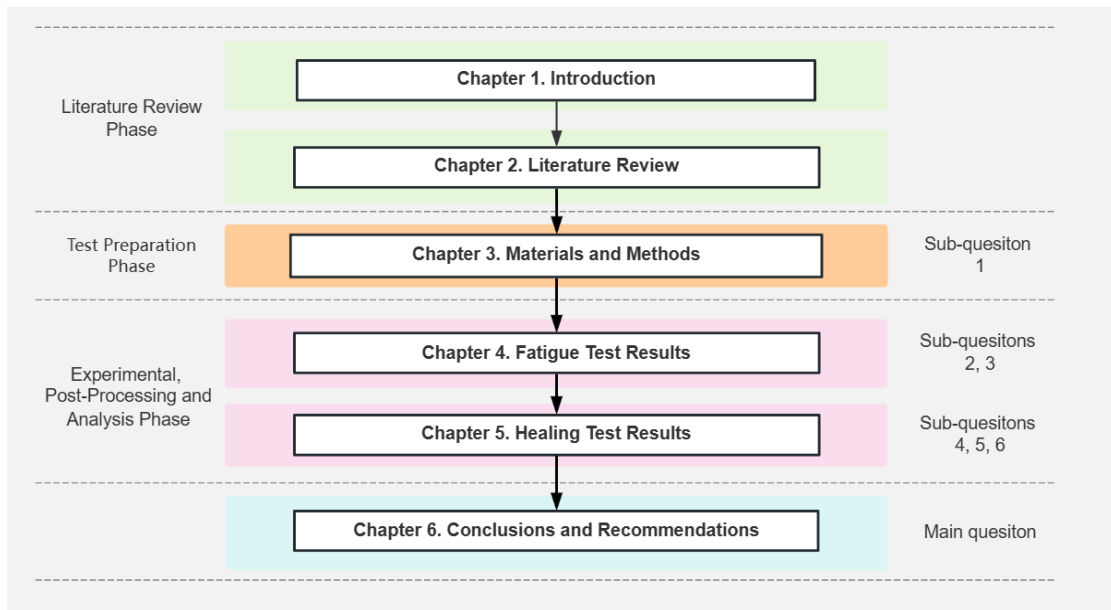 Chapter 1. Introduction
Literature Review
Phase
Chapter 2. Literature Review
Test Preparation
Phase
Chapter 3. Materials and Methods
Sub-quesiton
1
Chapter 4. Fatigue Test Results
Sub-quesitons
2, 3
Experimental,
Post-Processing and
Analysis Phase
Chapter 5. Healing Test Results
Sub-quesitons
4, 5, 6
Chapter 6. Conclusions and Recommendations
Main quesiton